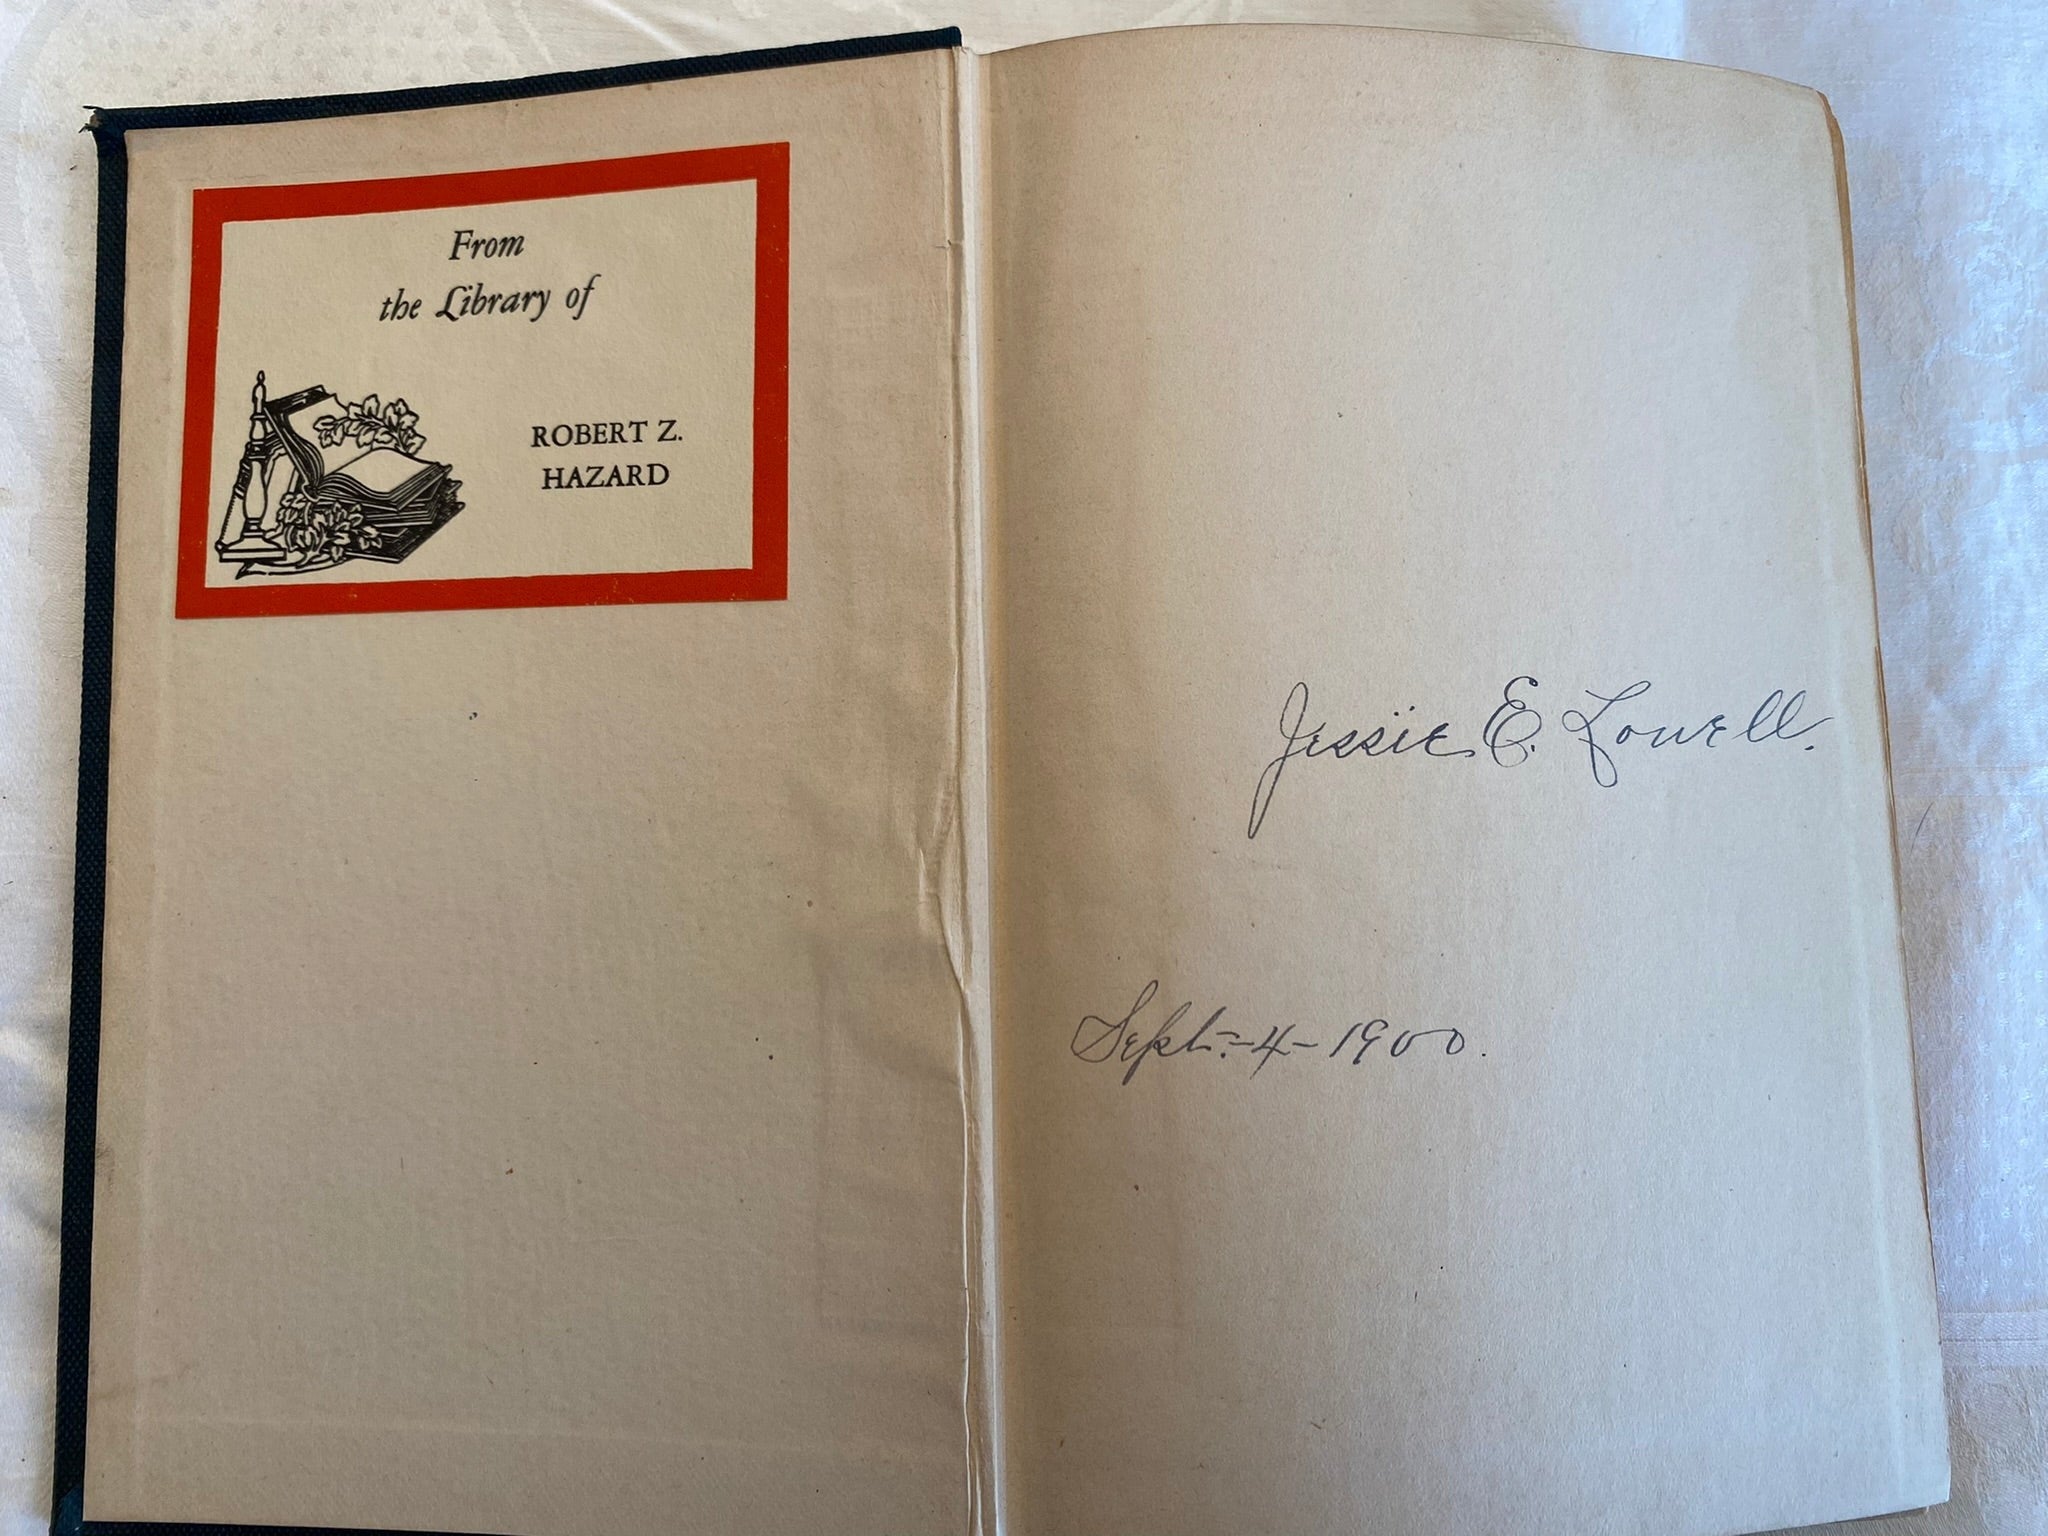 From
the Library of
ROBERT Z.
HAZARD
Jessie E. Lowell.
Sept.-4-1900.